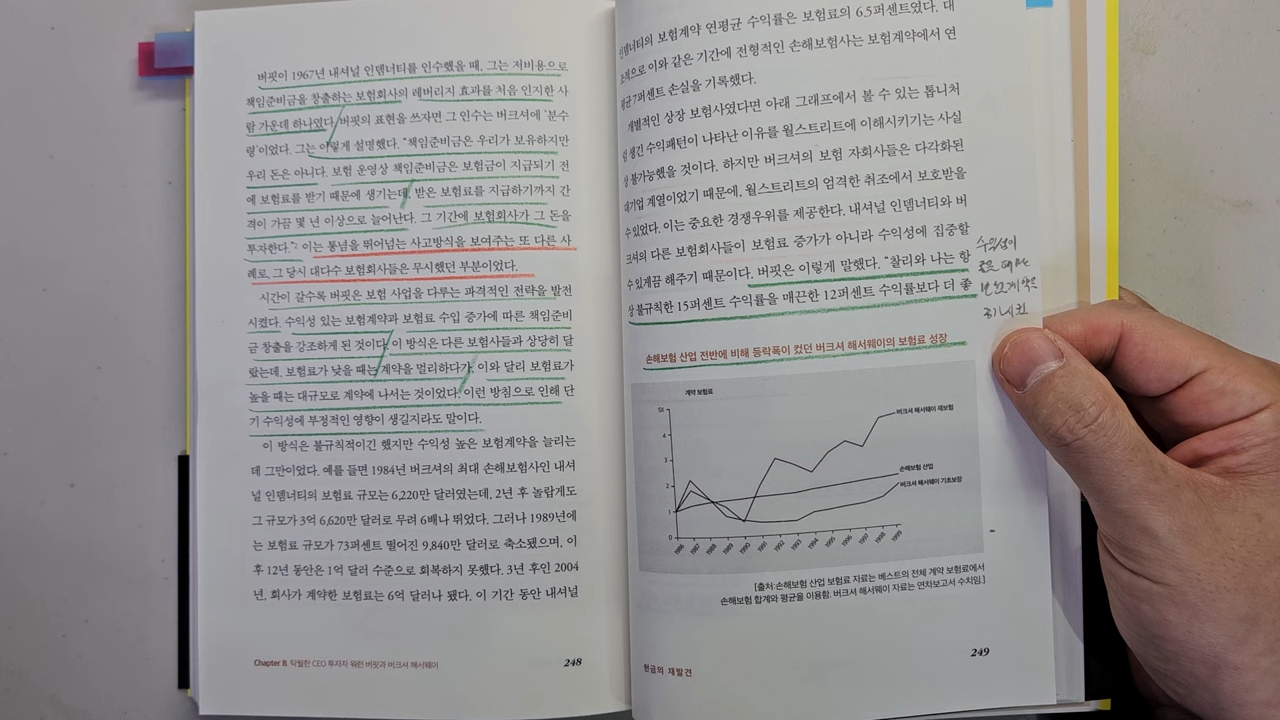 버핏이 1967년 내셔널 인뎀너티를 인수했을 때, 그는 저비용으로
책임준비금을 창출하는 보험회사의 레버리지 효과를 처음 인지한 사
람 가운데 하나였다. 버핏의 표현을 쓰자면 그 인수는 버크셔에 '분수
령'이었다. 그는 이렇게 설명했다. "책임준비금은 우리가 보유하지만
우리 돈은 아니다. 보험 운영상 책임준비금은 보험금이 지급되기 전
에 보험료를 받기 때문에 생기는데, 받은 보험료를 지급하기까지 간
격이 가끔 몇 년 이상으로 늘어난다. 그 기간에 보험회사가 그 돈을
투자한다." 이는 통념을 뛰어넘는 사고방식을 보여주는 또 다른 사
례로, 그 당시 대다수 보험회사들은 무시했던 부분이었다.
시간이 갈수록 버핏은 보험 사업을 다루는 파격적인 전략을 발전
시켰다. 수익성 있는 보험계약과 보험료 수입 증가에 따른 책임준비
금 창출을 강조하게 된 것이다. 이 방식은 다른 보험사들과 상당히 달
랐는데, 보험료가 낮을 때는 계약을 멀리하다가, 이와 달리 보험료가
높을 때는 대규모로 계약에 나서는 것이었다. 이런 방침으로 인해 단
기 수익성에 부정적인 영향이 생길지라도 말이다.
이 방식은 불규칙적이긴 했지만 수익성 높은 보험계약을 늘리는
데 그만이었다. 예를 들면 1984년 버크셔의 최대 손해보험사인 내셔
널 인뎀너티의 보험료 규모는 6,220만 달러였는데, 2년 후 놀랍게도
그 규모가 3억 6,620만 달러로 무려 6배나 뛰었다. 그러나 1989년에
는 보험료 규모가 73퍼센트 떨어진 9,840만 달러로 축소됐으며, 이
후 12년 동안은 1억 달러 수준으로 회복하지 못했다. 3년 후인 2004
년, 회사가 계약한 보험료는 6억 달러나 됐다. 이 기간 동안 내셔널
Chapter 8. 탁월한 CEO 투자자 워런 버핏과 버크셔 해서웨이
248
인뎀너티의 보험계약 연평균 수익률은 보험료의 6.5퍼센트였다. 대
조적으로 이와 같은 기간에 전형적인 손해보험사는 보험계약에서 연
평균 7퍼센트 손실을 기록했다.
개별적인 상장 보험사였다면 아래 그래프에서 볼 수 있는 톱니처
럼 생긴 수익패턴이 나타난 이유를 월스트리트에 이해시키기는 사실
상 불가능했을 것이다. 하지만 버크셔의 보험 자회사들은 다각화된
대기업 계열이었기 때문에, 월스트리트의 엄격한 취조에서 보호받을
수 있었다. 이는 중요한 경쟁우위를 제공한다. 내셔널 인뎀너티와 버
크셔의 다른 보험회사들이 보험료 증가가 아니라 수익성에 집중할
수 있게끔 해주기 때문이다. 버핏은 이렇게 말했다. "찰리와 나는 항
상 불규칙한 15퍼센트 수익률을 매끈한 12퍼센트 수익률보다 더 좋
수익성이
손해보험 산업 전반에 비해 등락폭이 컸던 버크셔 해서웨이의 보험료 성장
계약 보험료
5X
4
3
2
1
0
버크셔 해서웨이 재보험
손해보험 산업
버크셔 해서웨이 기초보장
1986 1987 1988 1989 1990 1991 1992 1993 1994 1995 1996 1997 1998 1999
[출처:손해보험 산업 보험료 자료는 베스트의 전체 계약 보험료에서
손해보험 합계와 평균을 이용함. 버크셔 해서웨이 자료는 연차보고서 수치임.]
현금의 재발견
249